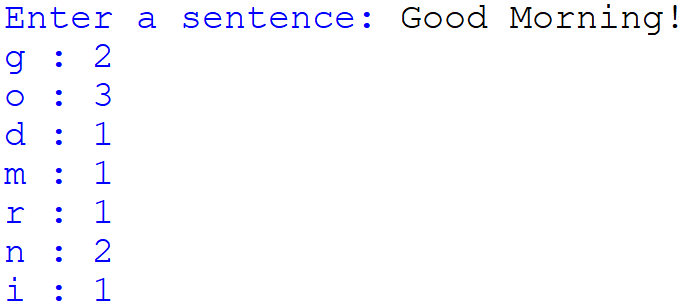 Enter a sentence: Good Morning!
g : 2
o : 3
d : 1
m : 1
r : 1
n : 2
i : 1